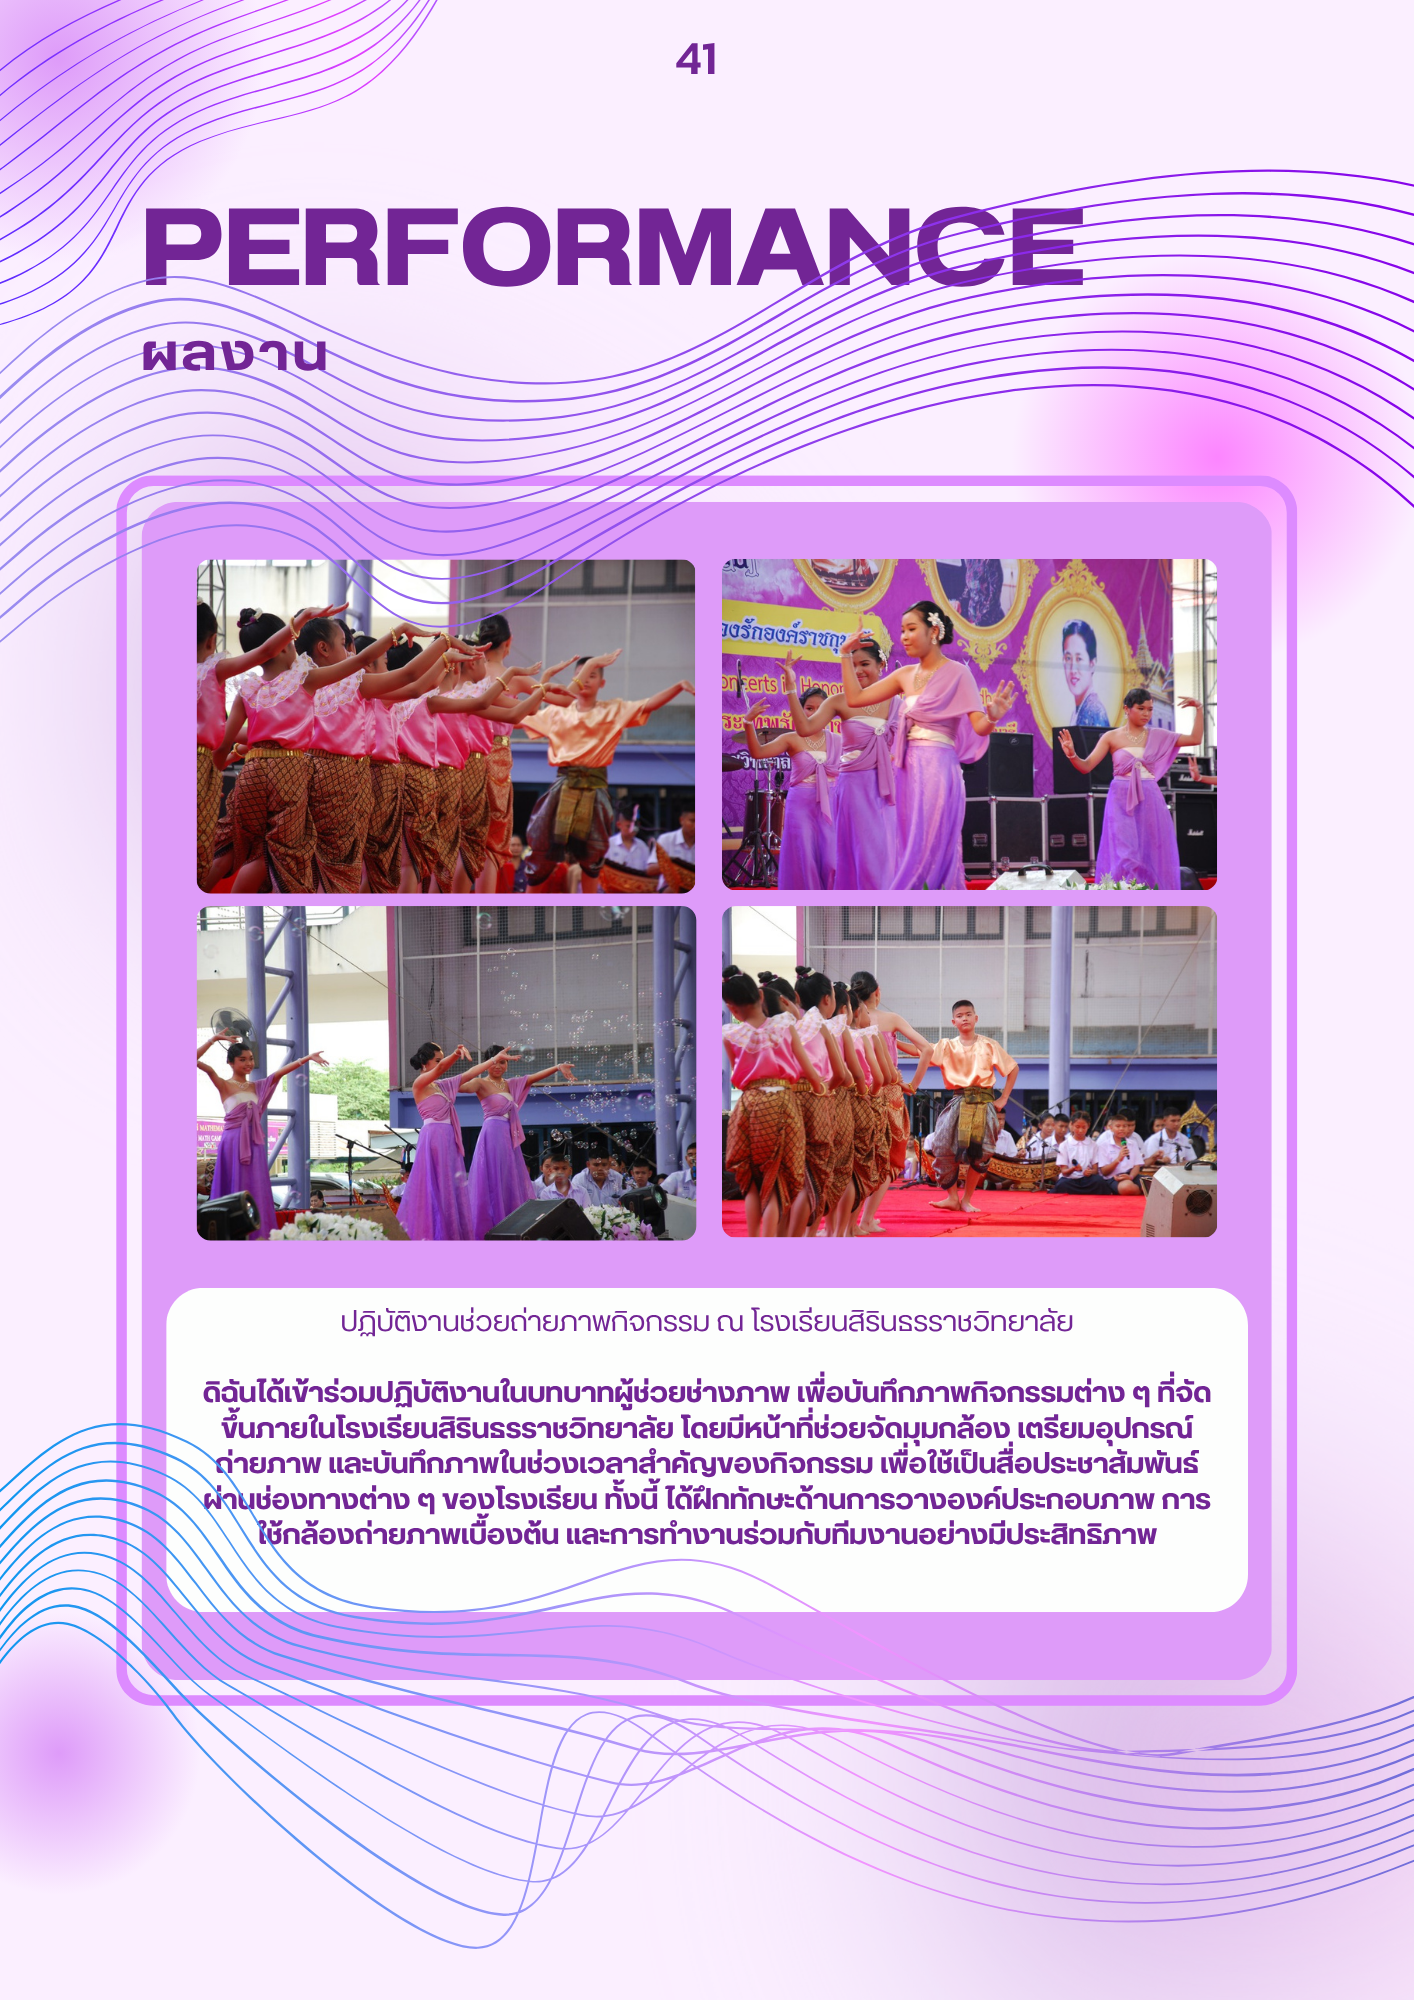 41
PERFORMANCE
ผลงาน
องรักองค์ราชกุ
oncerts in Honor
ปฏิบัติงานช่วยถ่ายภาพกิจกรรม ณ โรงเรียนสิรินธรราชวิทยาลัย
ดิฉันได้เข้าร่วมปฏิบัติงานในบทบาทผู้ช่วยช่างภาพ เพื่อบันทึกภาพกิจกรรมต่าง ๆ ที่จัด
ขึ้นภายในโรงเรียนสิรินธรราชวิทยาลัย โดยมีหน้าที่ช่วยจัดมุมกล้อง เตรียมอุปกรณ์
ถ่ายภาพ และบันทึกภาพในช่วงเวลาสำคัญของกิจกรรม เพื่อใช้เป็นสื่อประชาสัมพันธ์
ผ่านช่องทางต่าง ๆ ของโรงเรียน ทั้งนี้ ได้ฝึกทักษะด้านการวางองค์ประกอบภาพ การ
ใช้กล้องถ่ายภาพเบื้องต้น และการทำงานร่วมกับทีมงานอย่างมีประสิทธิภาพ